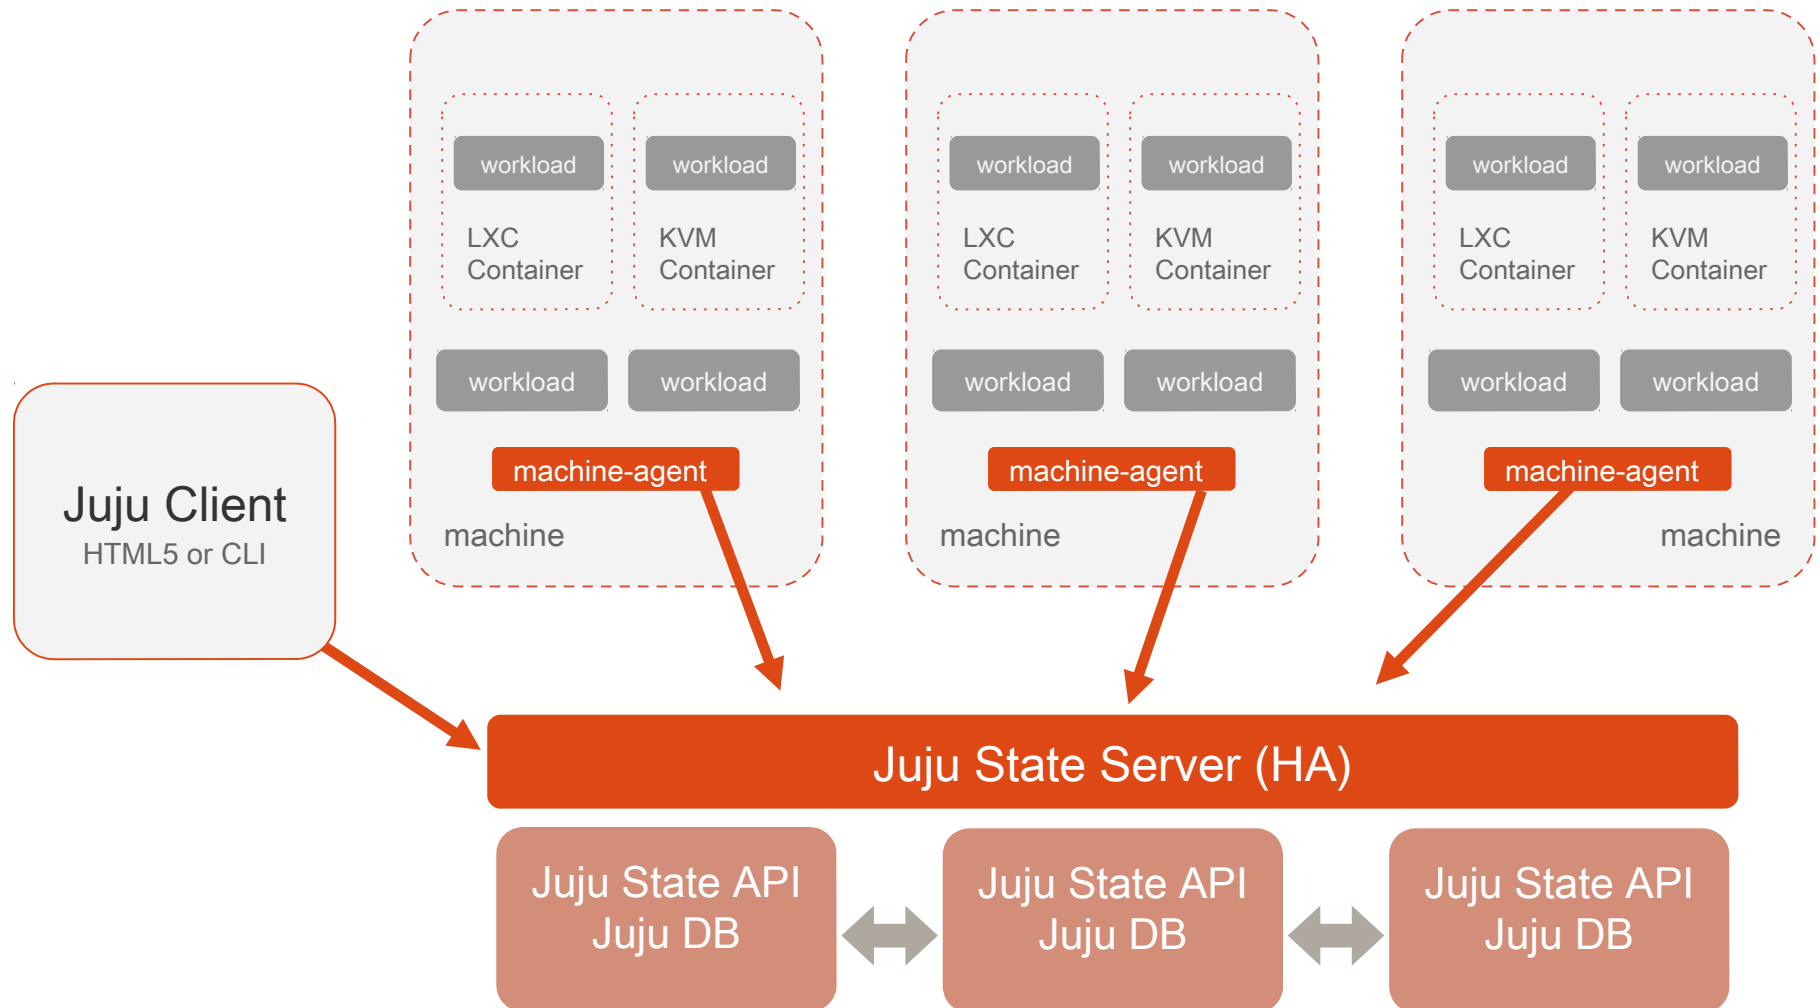 workload
workload
LXC
Container
KVM
Container
workload
workload
machine-agent
machine
workload
workload
LXC
Container
KVM
Container
workload
workload
machine-agent
machine
workload
workload
LXC
Container
KVM
Container
workload
workload
machine-agent
machine
Juju Client
HTML5 or CLI
Juju State Server (HA)
Juju State API
Juju DB
Juju State API
Juju DB
Juju State API
Juju DB